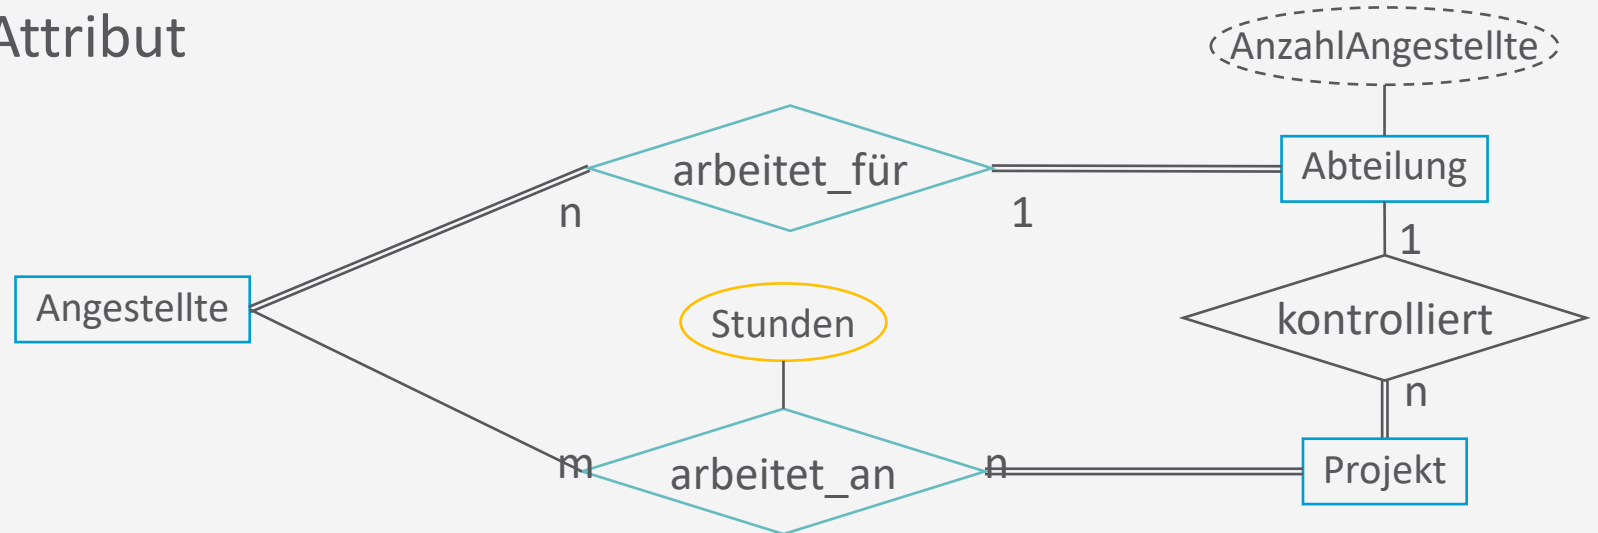 Attribut
AnzahlAngestellte
arbeitet_für
Abteilung
n
1
1
Angestellte
Stunden
kontrolliert
n
m
arbeitet_an
n
Projekt